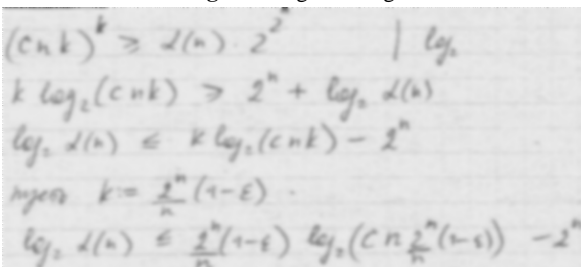 (cnk)^k ≥ α(n) · 2^{2^n} | log₂
k log₂(cnk) ≥ 2^n + log₂ α(n)
log₂ α(n) ≤ k log₂(cnk) − 2^n
пусть k = 2^n/n (1−ε) .
log₂ α(n) ≤ 2^n/n (1−ε) log₂(cn 2^n/n (1−ε)) − 2^n